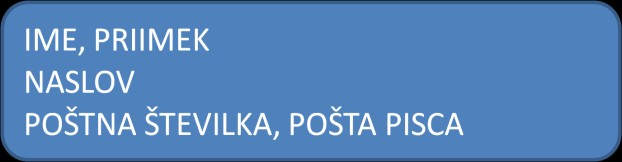 IME, PRIIMEK
NASLOV
POŠTNA ŠTEVILKA, POŠTA PISCA